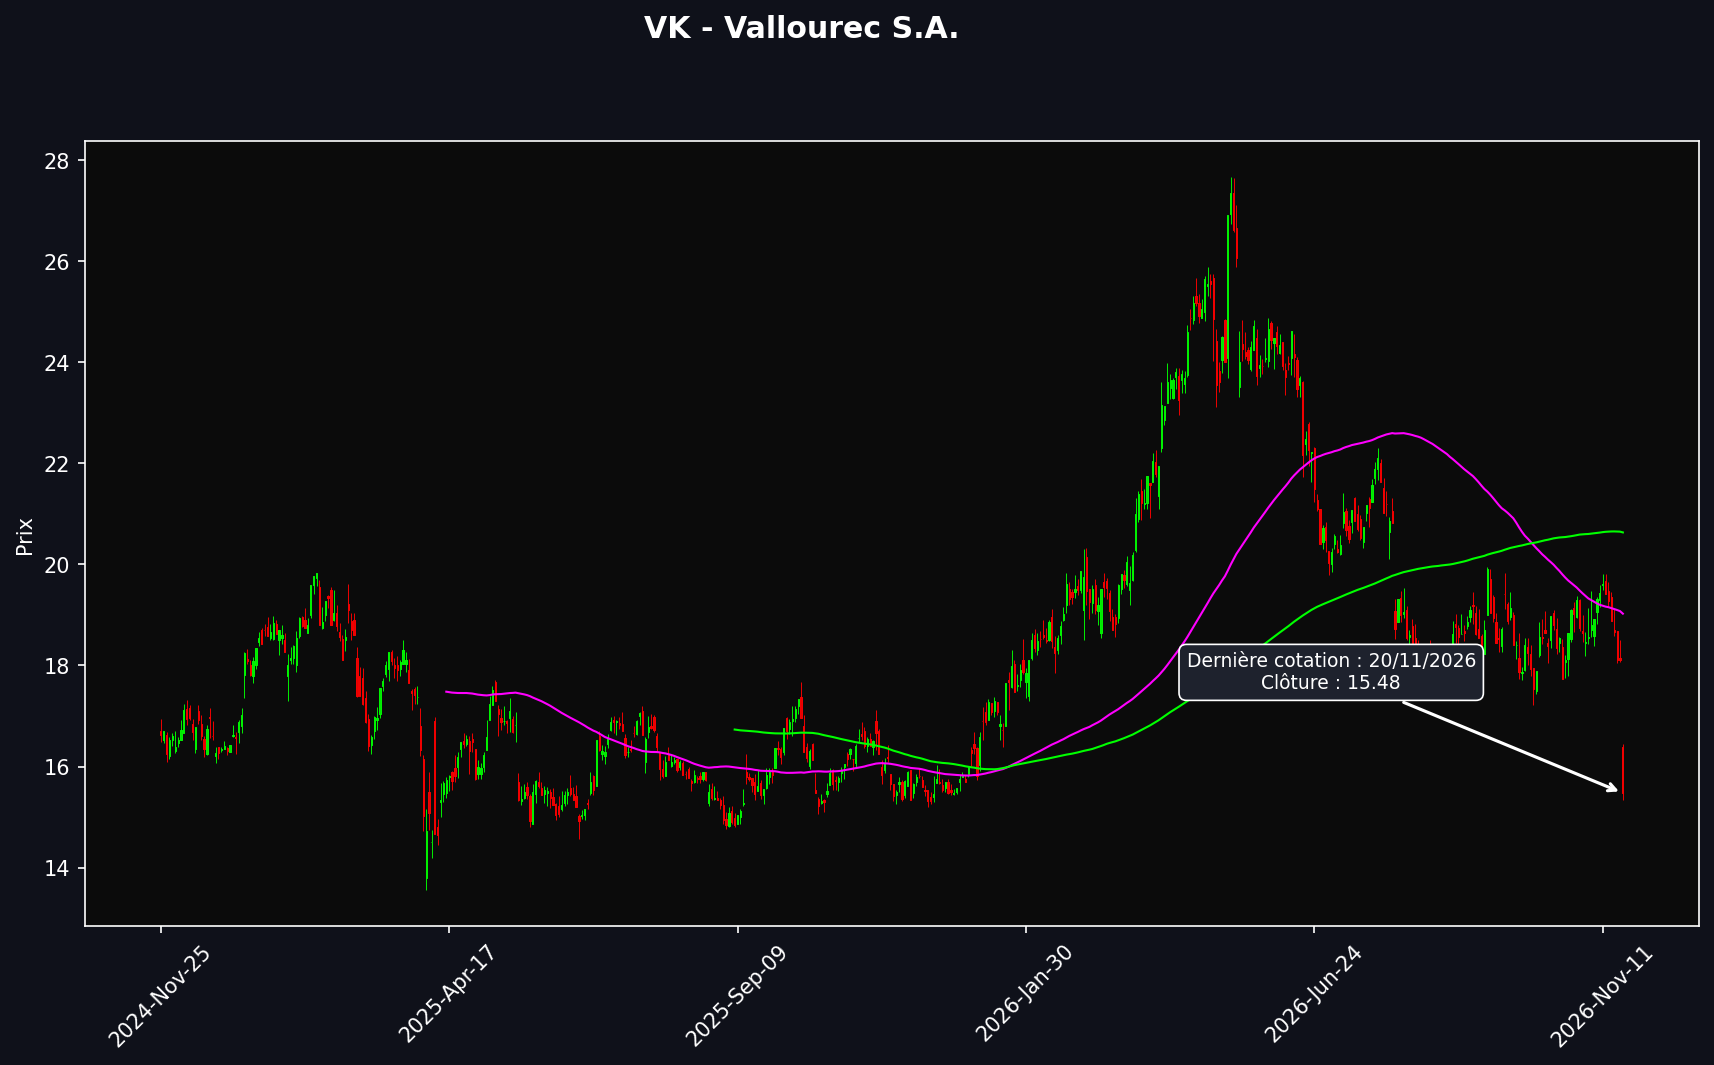 VK - Vallourec S.A.
Prix
28
26
24
22
20
18
16
14
Dernière cotation : 20/11/2026
Clôture : 15.48
2024-Nov-25
2025-Apr-17
2025-Sep-09
2026-Jan-30
2026-Jun-24
2026-Nov-11